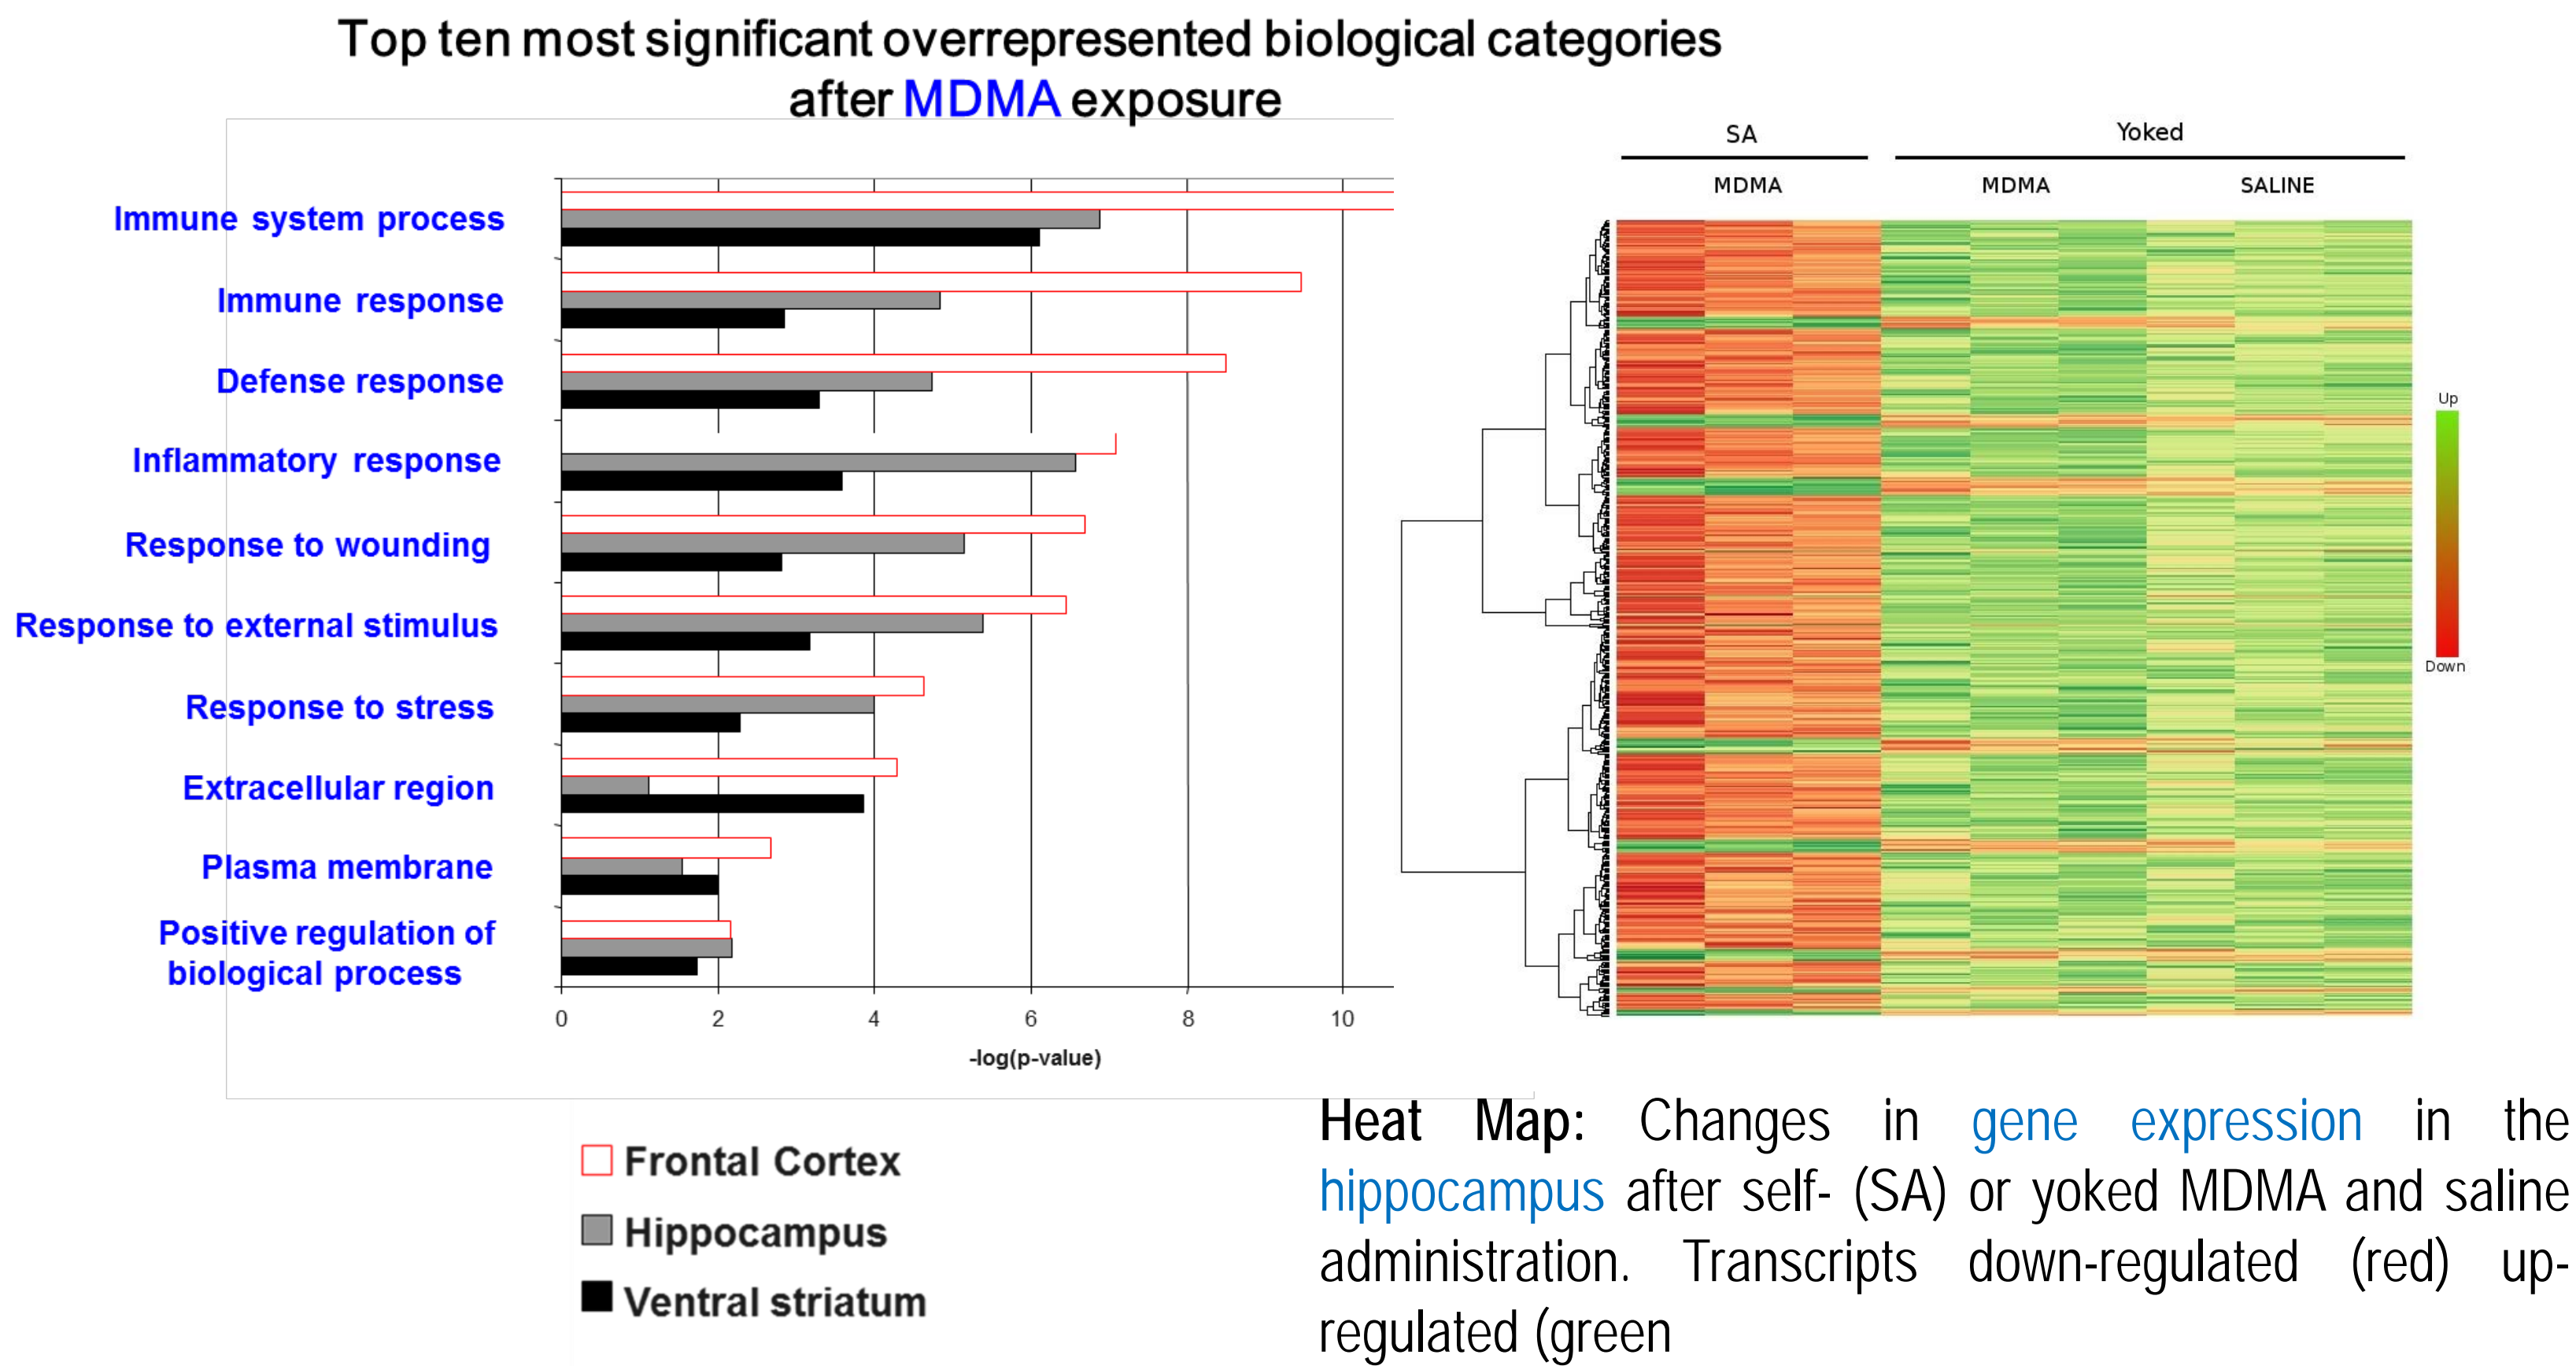 Top ten most significant overrepresented biological categories
after MDMA exposure
Immune system process
Immune response
Defense response
Inflammatory response
Response to wounding
Response to external stimulus
Response to stress
Extracellular region
Plasma membrane
Positive regulation of
biological process
0 2 4 6 8 10
-log(p-value)
Frontal Cortex
Hippocampus
Ventral striatum
SA Yoked
MDMA MDMA SALINE
Up
Down
Heat Map: Changes in gene expression in the
hippocampus after self- (SA) or yoked MDMA and saline
administration. Transcripts down-regulated (red) up-
regulated (green